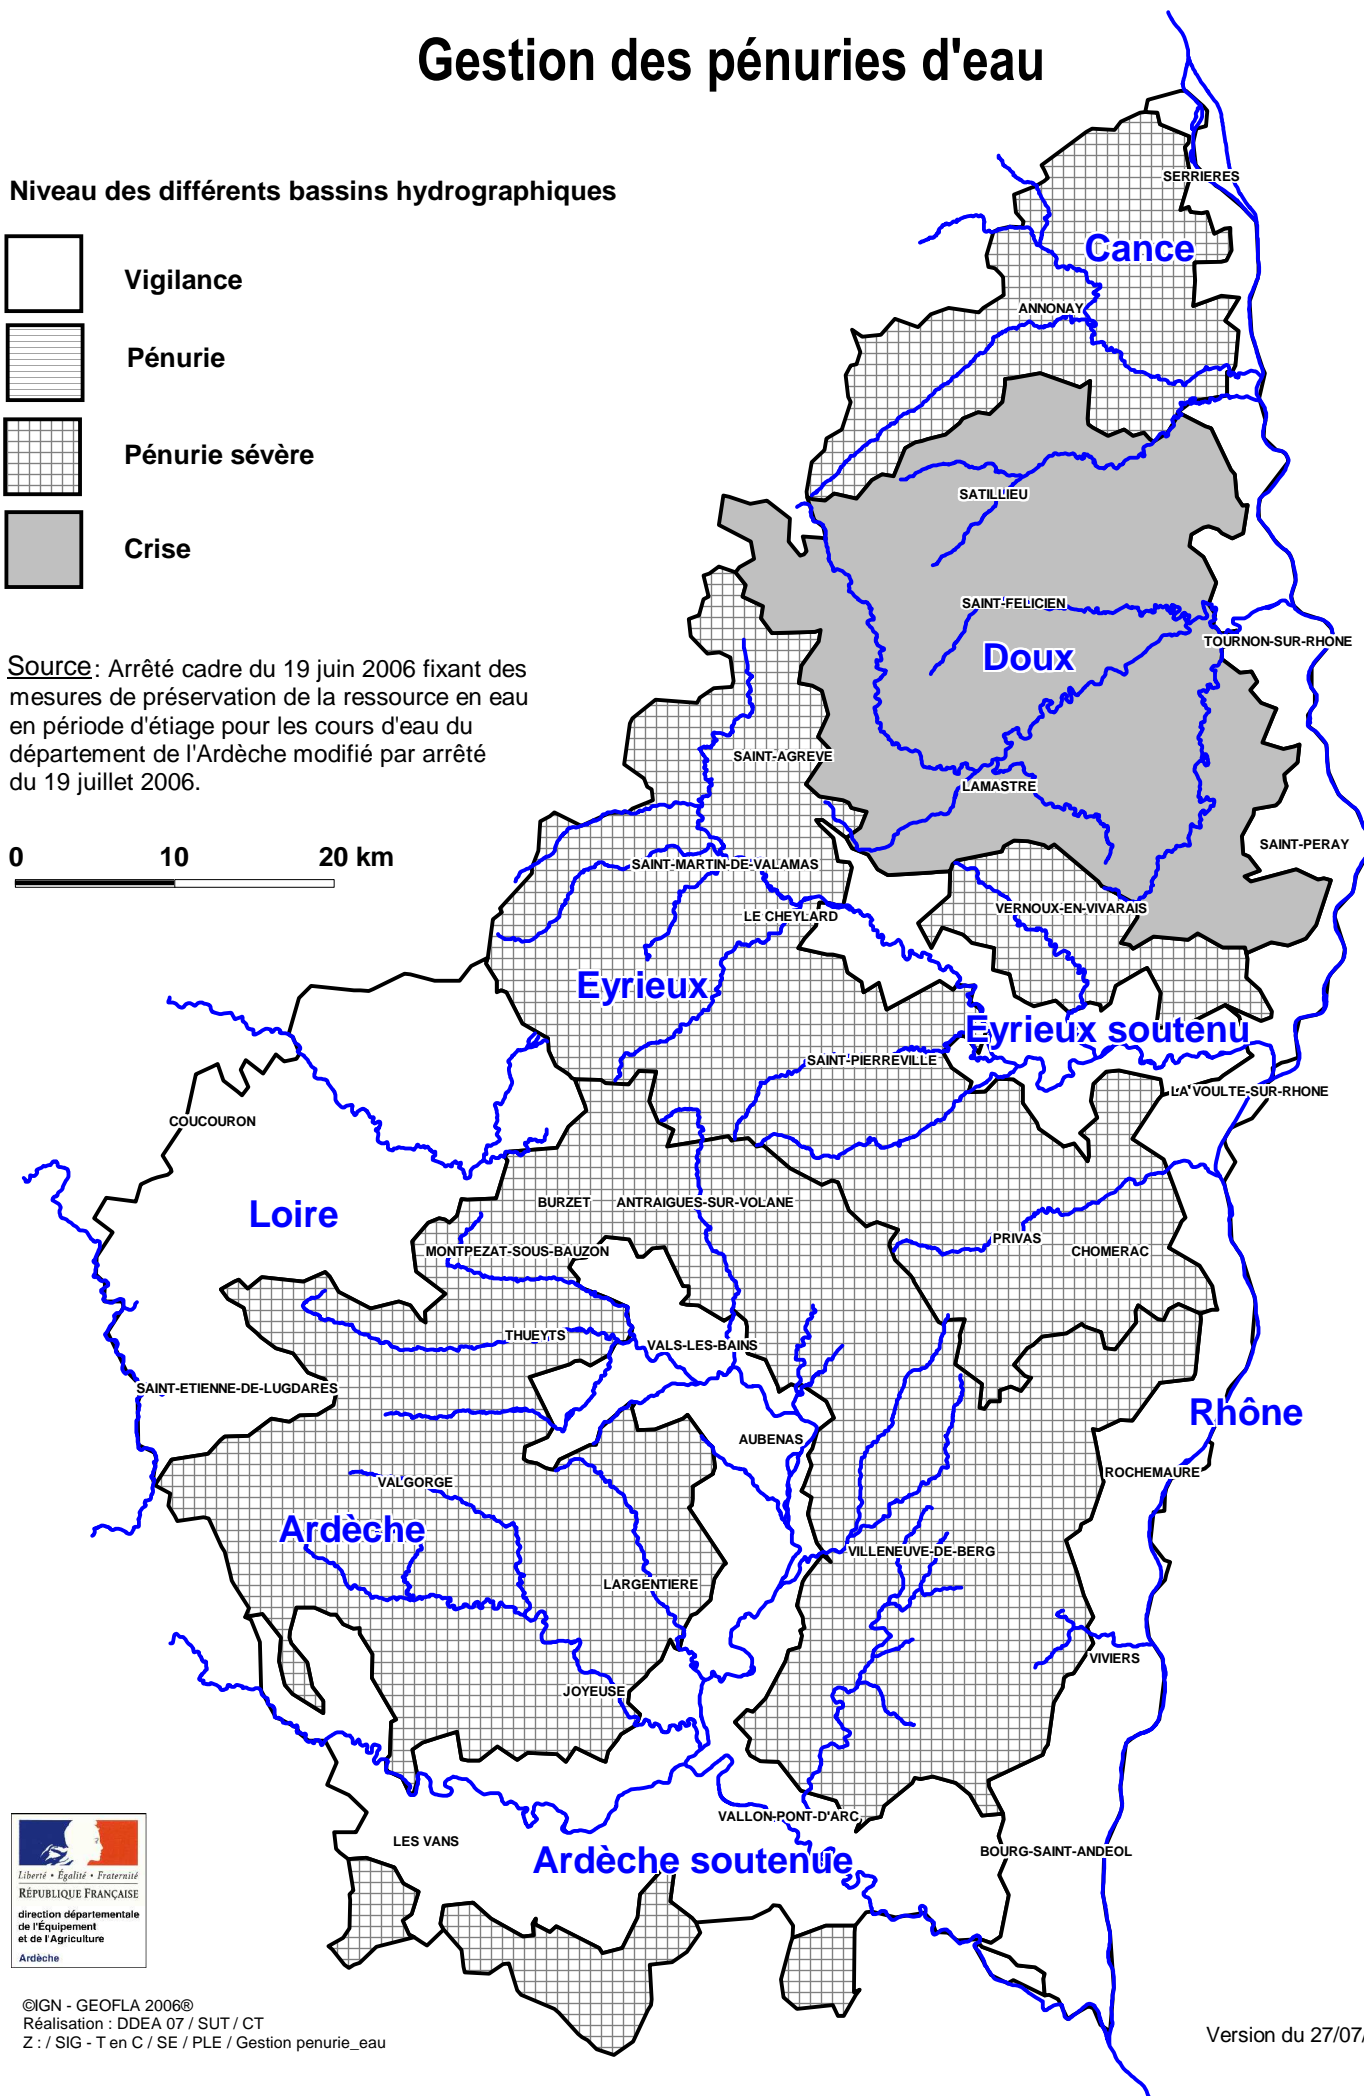 Gestion des pénuries d'eau
Niveau des différents bassins hydrographiques
Vigilance
Pénurie
Pénurie sévère
Crise
Source : Arrêté cadre du 19 juin 2006 fixant des
mesures de préservation de la ressource en eau
en période d'étiage pour les cours d'eau du
département de l'Ardèche modifié par arrêté
du 19 juillet 2006.
0 10 20 km
SERRIERES
Cance
ANNONAY
SATILLIEU
SAINT-FELICIEN
TOURNON-SUR-RHONE
Doux
SAINT-AGREVE
LAMASTRE
SAINT-PERAY
SAINT-MARTIN-DE-VALAMAS
VERNOUX-EN-VIVARAIS
LE CHEYLARD
Eyrieux
Eyrieux soutenu
SAINT-PIERREVILLE
LA VOULTE-SUR-RHONE
COUCOURON
BURZET
ANTRAIGUES-SUR-VOLANE
Loire
PRIVAS
MONTPEZAT-SOUS-BAUZON
CHOMERAC
THUEYTS
VALS-LES-BAINS
SAINT-ETIENNE-DE-LUGDARES
Rhône
AUBENAS
ROCHEMAURE
VALGORGE
Ardèche
VILLENEUVE-DE-BERG
LARGENTIERE
VIVIERS
JOYEUSE
VALLON-PONT-D'ARC
LES VANS
BOURG-SAINT-ANDEOL
Ardèche soutenue
Liberté • Égalité • Fraternité
RÉPUBLIQUE FRANÇAISE
direction départementale
de l'Équipement
et de l'Agriculture
Ardèche
©IGN - GEOFLA 2006®
Réalisation : DDEA 07 / SUT / CT
Z : / SIG - T en C / SE / PLE / Gestion penurie_eau
Version du 27/07/